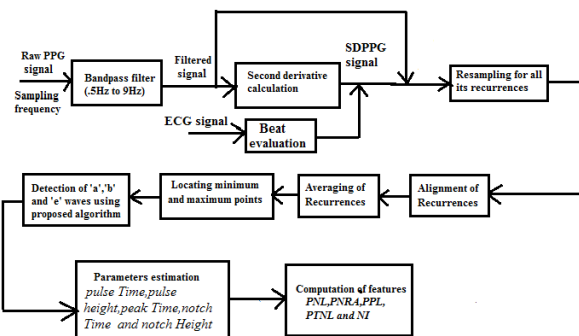 Raw PPG
signal
Sampling
frequency
Bandpass filter
(.5Hz to 9Hz)
Filtered
signal
Second derivative
calculation
SDPPG
signal
Resampling for all
its recurrences
ECG signal
Beat
evaluation
Detection of 'a','b'
and 'e' waves using
proposed algorithm
Locating minimum
and maximum points
Averaging of
Recurrences
Alignment of
Recurrences
Parameters estimation
pulse Time,pulse
height,peak Time,notch
Time and notch Height
Computation of features
PNL,PNRA,PPL,
PTNL and NI